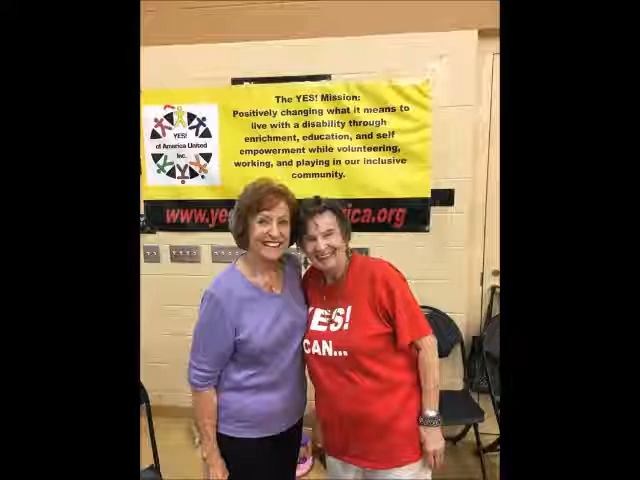 The YES! Mission:
Positively changing what it means to
live with a disability through
enrichment, education, and self
empowerment while volunteering,
working, and playing in our inclusive
community.
YES!
of America United
Inc.
www.ye
ica.org
YES!
CAN...